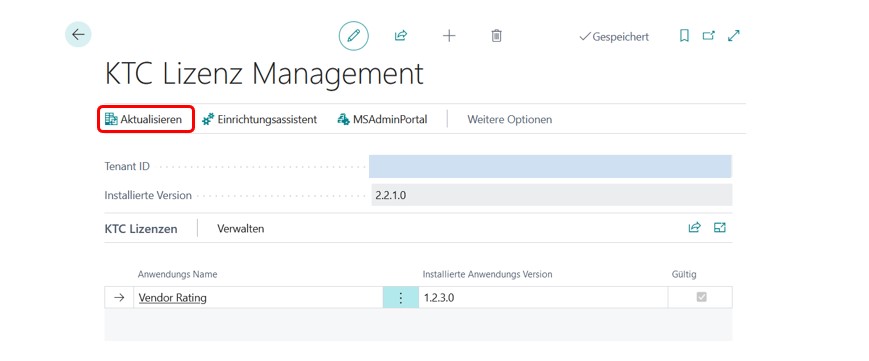 Gespeichert
KTC Lizenz Management
Aktualisieren Einrichtungsassistent MSAdminPortal Weitere Optionen
Tenant ID
Installierte Version 2.2.1.0
KTC Lizenzen Verwalten
Anwendungs Name Installierte Anwendungs Version Gültig
Vendor Rating 1.2.3.0